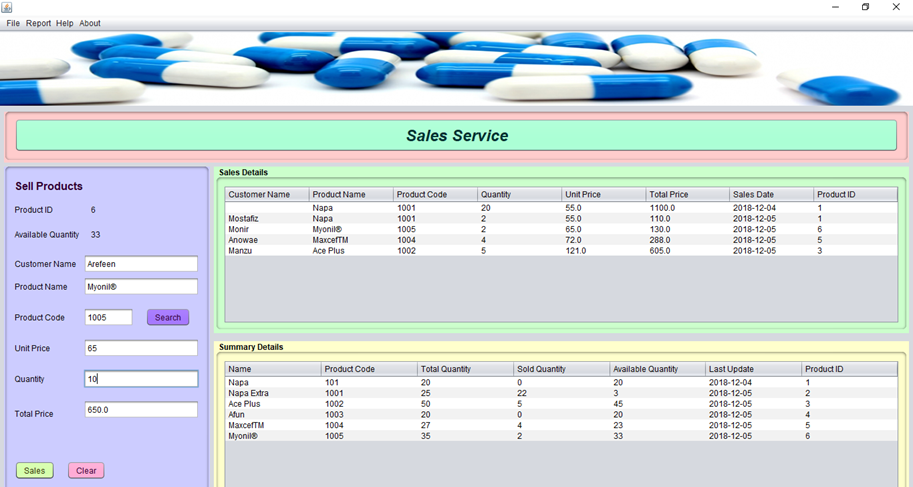 File Report Help About
Sales Service
Sell Products
Product ID 6
Available Quantity 33
Customer Name Arefeen
Product Name Myonil®
Product Code 1005 Search
Unit Price 65
Quantity 10
Total Price 650.0
Sales Clear
Sales Details
Customer Name Product Name Product Code Quantity Unit Price Total Price Sales Date Product ID
Napa 1001 20 55.0 1100.0 2018-12-04 1
Mostafiz Napa 1001 2 55.0 110.0 2018-12-05 1
Monir Myonil® 1005 2 65.0 130.0 2018-12-05 6
Anowae MaxcefTM 1004 4 72.0 288.0 2018-12-05 5
Manzu Ace Plus 1002 5 121.0 605.0 2018-12-05 3
Summary Details
Name Product Code Total Quantity Sold Quantity Available Quantity Last Update Product ID
Napa 101 20 0 20 2018-12-04 1
Napa Extra 1001 25 22 3 2018-12-05 2
Ace Plus 1002 50 5 45 2018-12-05 3
Afun 1003 20 0 20 2018-12-05 4
MaxcefTM 1004 27 4 23 2018-12-05 5
Myonil® 1005 35 2 33 2018-12-05 6